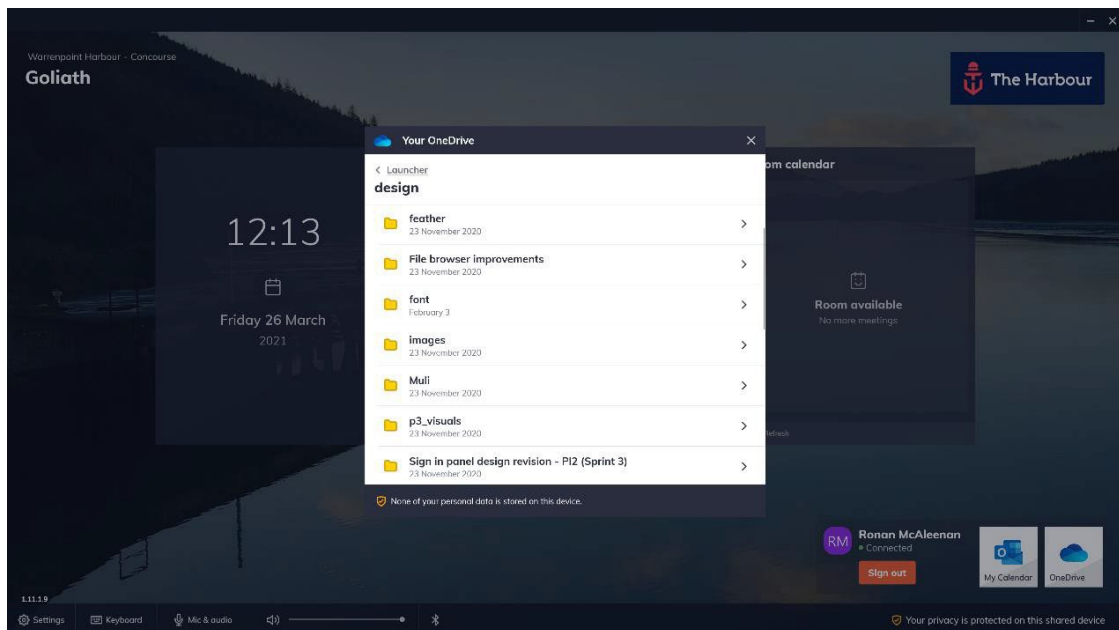 Warrenpoint Harbour - Concourse
Goliath
The Harbour
Your OneDrive
Launcher
design
feather
23 November 2020
File browser improvements
23 November 2020
font
February 3
images
23 November 2020
Muli
23 November 2020
p3_visuals
23 November 2020
Sign in panel design revision - PI2 (Sprint 3)
23 November 2020
None of your personal data is stored on this device.
12:13
Friday 26 March
2021
om calendar
Room available
No more meetings
Refresh
RM
Ronan McAleenan
Connected
Sign out
My Calendar
OneDrive
1.11.1.9
Settings
Keyboard
Mic & audio
Your privacy is protected on this shared device